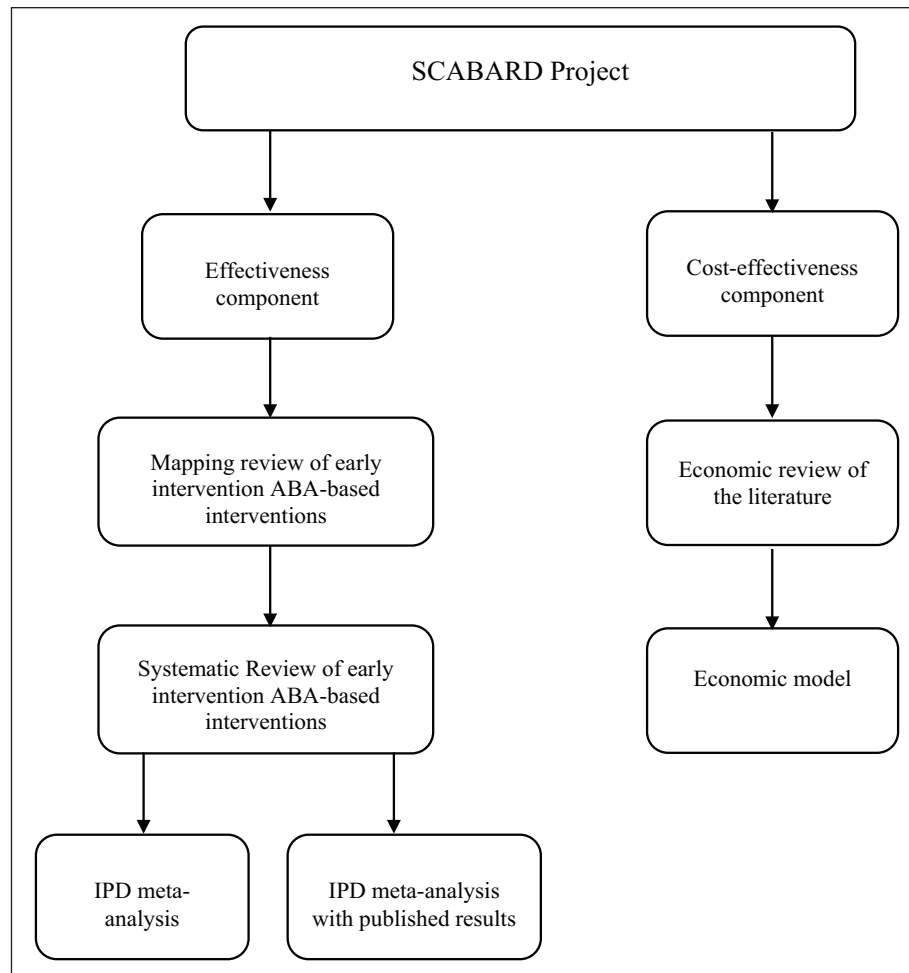 SCABARD Project
Effectiveness
component
Cost-effectiveness
component
Mapping review of early
intervention ABA-based
interventions
Economic review of
the literature
Systematic Review of early
intervention ABA-based
interventions
Economic model
IPD meta-
analysis
IPD meta-analysis
with published results